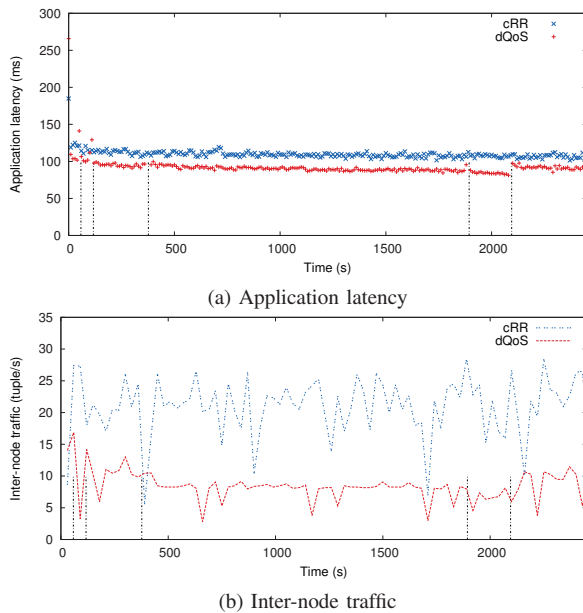 300
250
200
150
100
50
0
Application latency (ms)
cRR
dQoS
0 500 1000 1500 2000
Time (s)
(a) Application latency
35
30
25
20
15
10
5
0
Inter-node traffic (tuple/s)
cRR
dQoS
0 500 1000 1500 2000
Time (s)
(b) Inter-node traffic